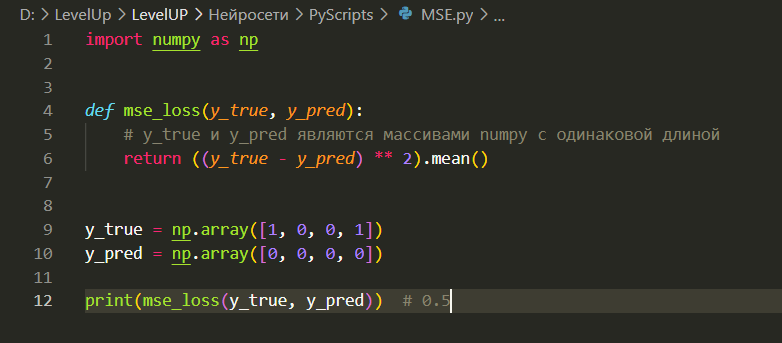 D: > LevelUp > LevelUP > Нейросети > PyScripts > MSE.py > ...
1 import numpy as np
2
3
4 def mse_loss(y_true, y_pred):
5     # y_true и y_pred являются массивами numpy с одинаковой длиной
6     return ((y_true - y_pred) ** 2).mean()
7
8
9 y_true = np.array([1, 0, 0, 1])
10 y_pred = np.array([0, 0, 0, 0])
11
12 print(mse_loss(y_true, y_pred))  # 0.5